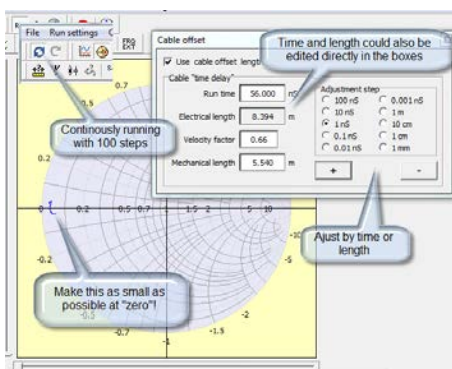 File Run settings
FRQ
EXT
Cable offset
Use cable offset length
Cable "time delay"
Run time 56.000 nS
Electrical length 8.394 m
Velocity factor 0.66
Mechanical length 5.540 m
Adjustment step
100 nS 0.001 nS
10 nS 1 m
1 nS 10 cm
0.1 nS 1 cm
0.01 nS 1 mm
+ -
Time and length could also be
edited directly in the boxes
Continously running
with 100 steps
Ajust by time or
length
Make this as small as
possible at "zero"!
0.7
0.5
0.2
0 0.2 0.5 0.7 1 1.5 2 5 10
-10
-0.2 -5
-0.5 -2
-0.7 -1.5
-1